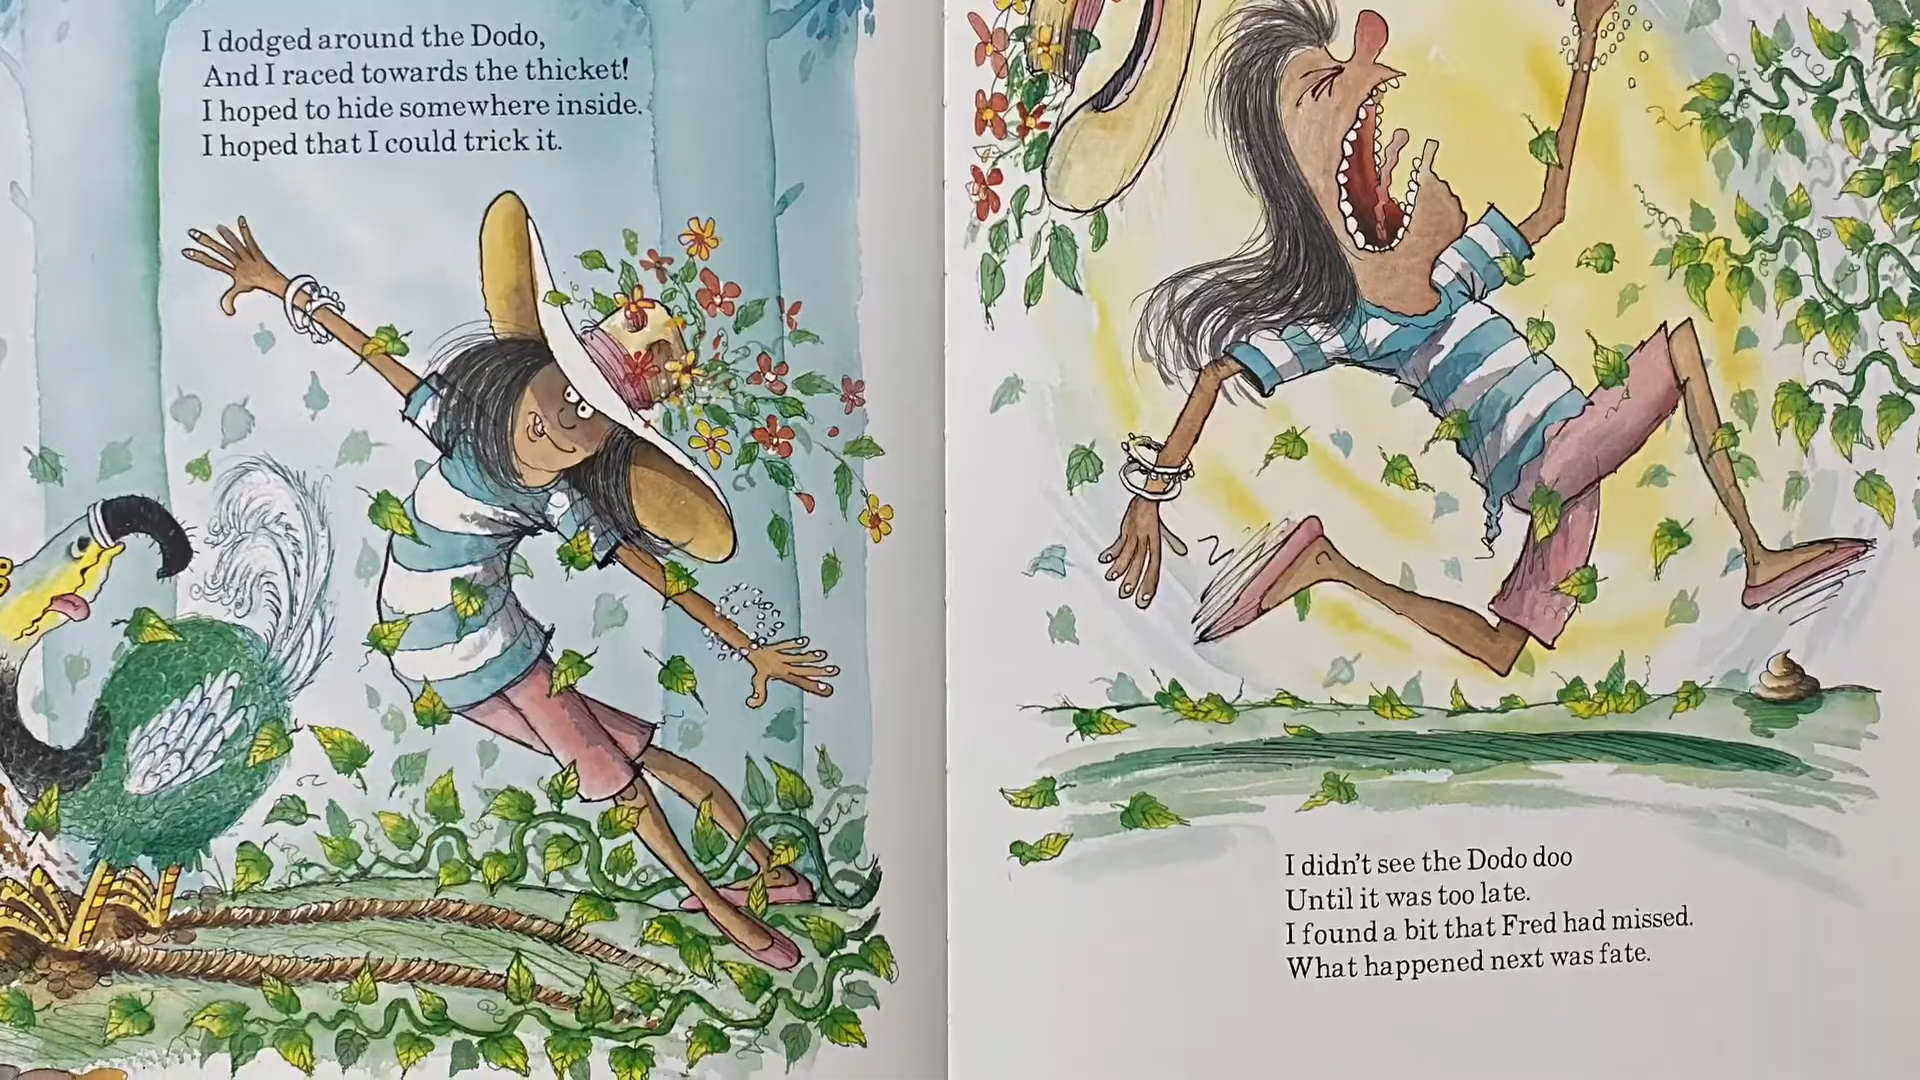 I dodged around the Dodo,
And I raced towards the thicket!
I hoped to hide somewhere inside.
I hoped that I could trick it.
I didn't see the Dodo doo
Until it was too late.
I found a bit that Fred had missed.
What happened next was fate.